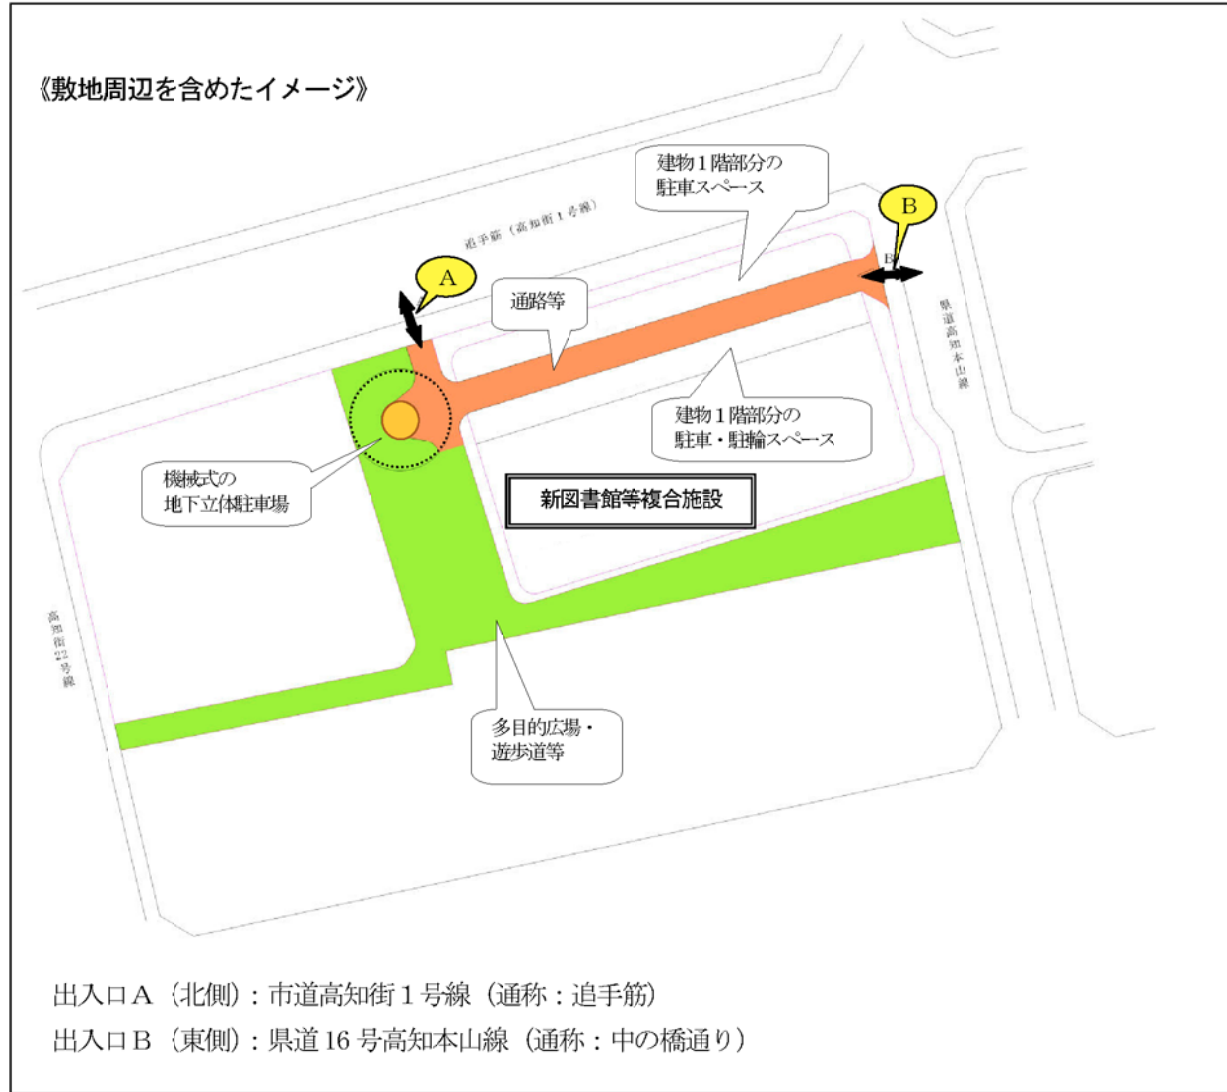 《敷地周辺を含めたイメージ》
建物１階部分の
駐車スペース
B
追手筋（高知街１号線）
A
B
通路等
県道高知本山線
建物１階部分の
駐車・駐輪スペース
機械式の
地下立体駐車場
新図書館等複合施設
高知街22号線
多目的広場・
遊歩道等
出入口Ａ（北側）：市道高知街１号線（通称：追手筋）
出入口Ｂ（東側）：県道16号高知本山線（通称：中の橋通り）